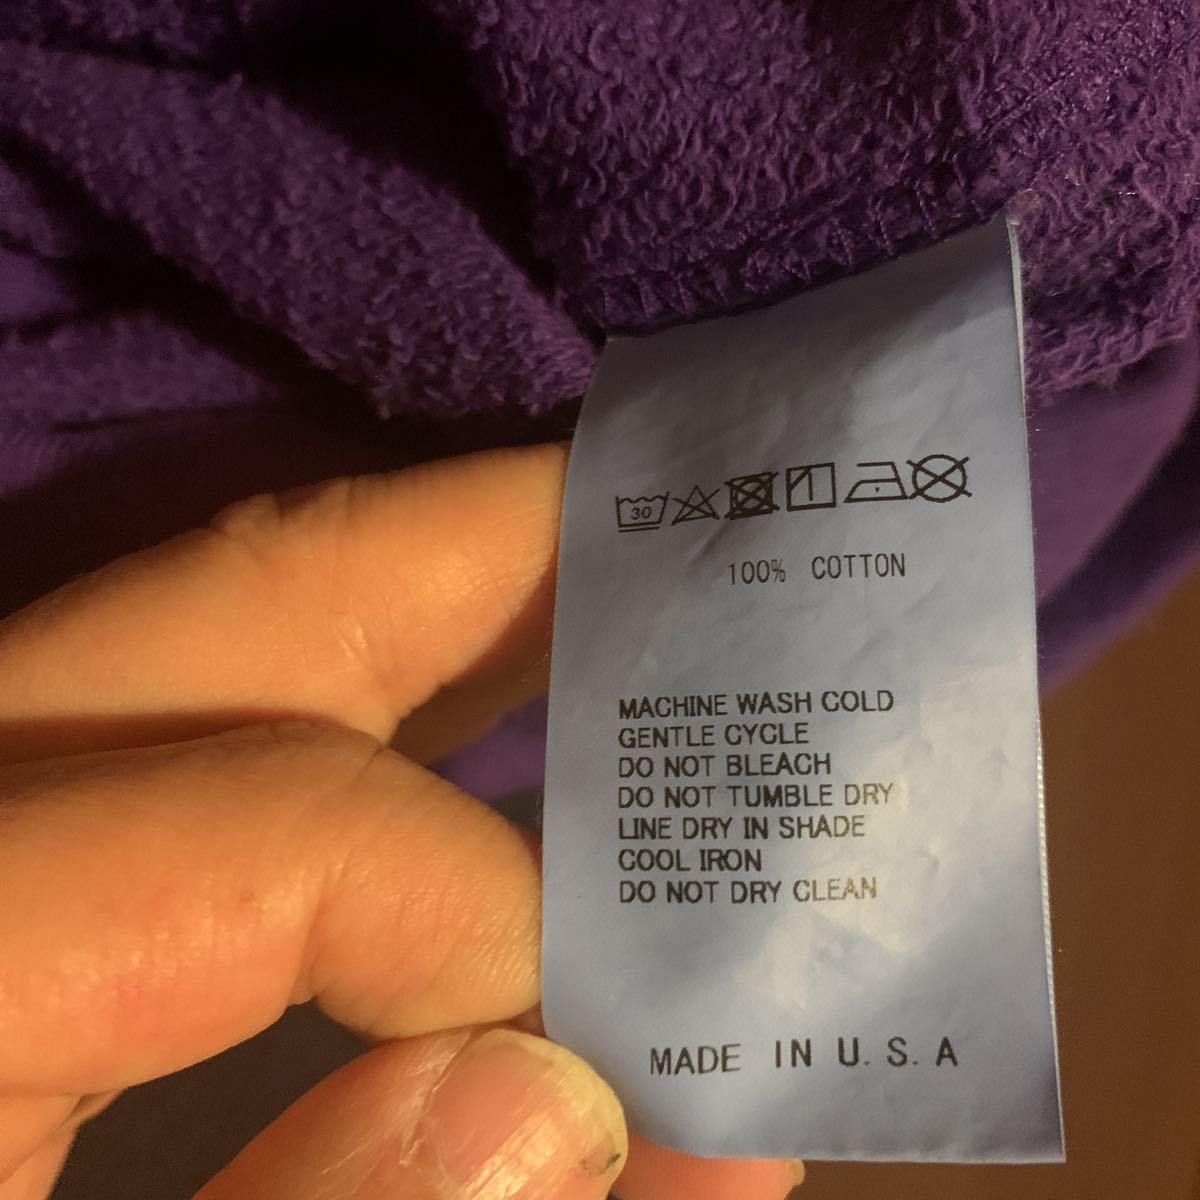 30
100% COTTON
MACHINE WASH COLD
GENTLE CYCLE
DO NOT BLEACH
DO NOT TUMBLE DRY
LINE DRY IN SHADE
COOL IRON
DO NOT DRY CLEAN
MADE IN U.S.A